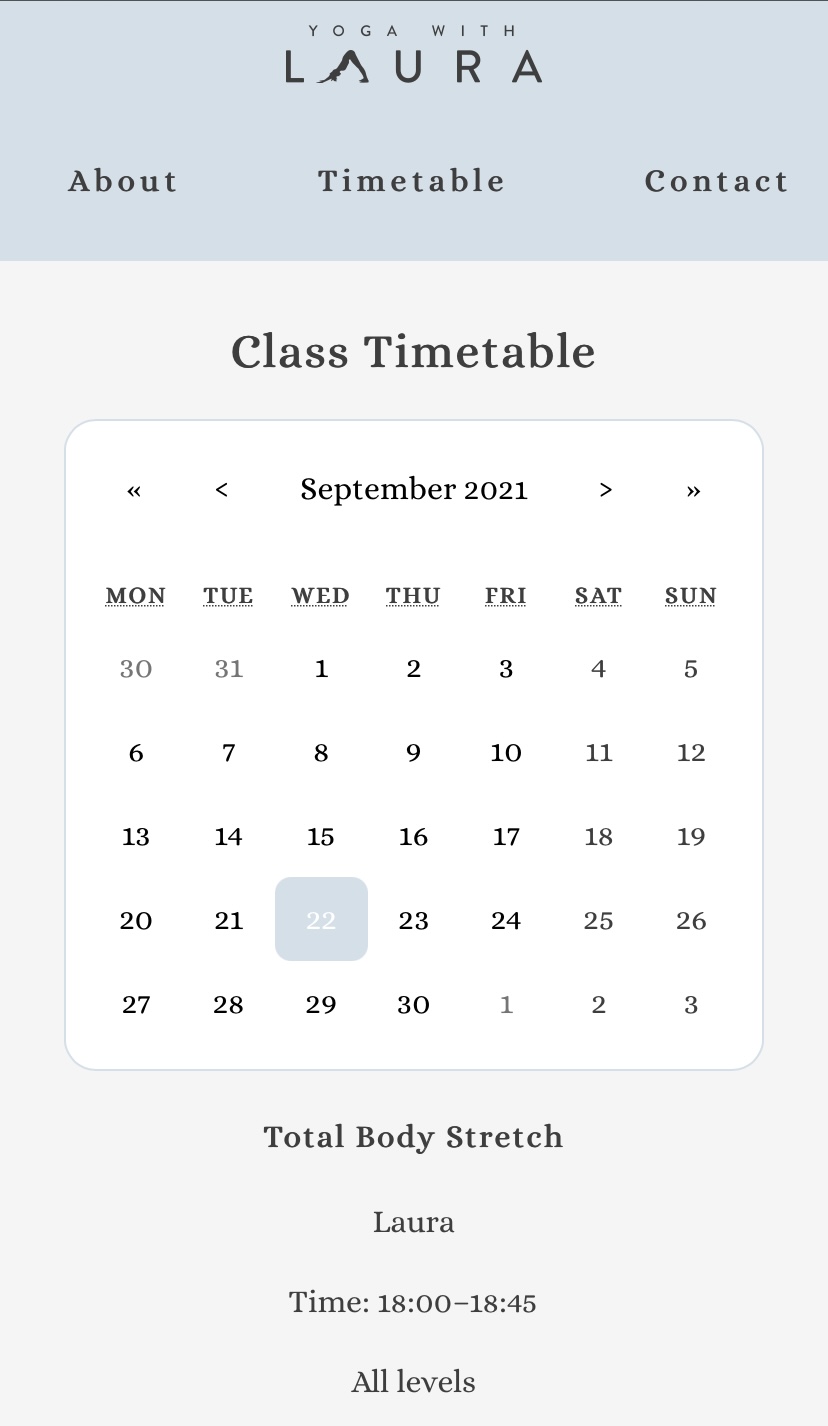 YOGA WITH
LAURA
About Timetable Contact
Class Timetable
« < September 2021 > »
MON TUE WED THU FRI SAT SUN
30 31 1 2 3 4 5
6 7 8 9 10 11 12
13 14 15 16 17 18 19
20 21 22 23 24 25 26
27 28 29 30 1 2 3
Total Body Stretch
Laura
Time: 18:00–18:45
All levels